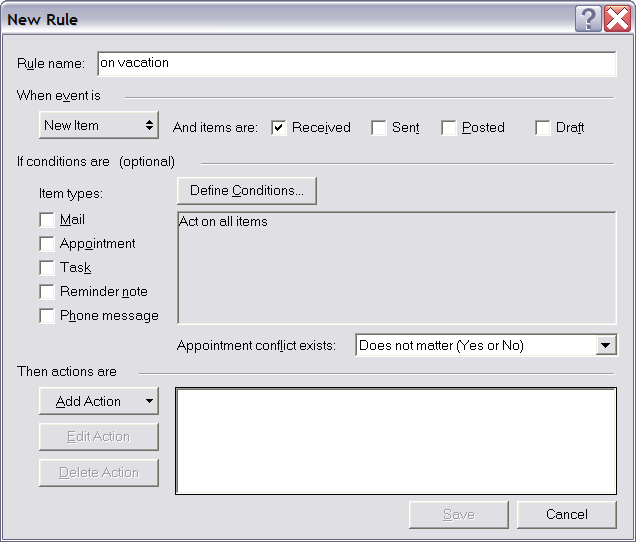 New Rule
Rule name: on vacation
When event is
New Item And items are: Received Sent Posted Draft
If conditions are (optional)
Item types: Define Conditions...
Mail Act on all items
Appointment
Task
Reminder note
Phone message
Appointment conflict exists: Does not matter (Yes or No)
Then actions are
Add Action
Edit Action
Delete Action
Save Cancel